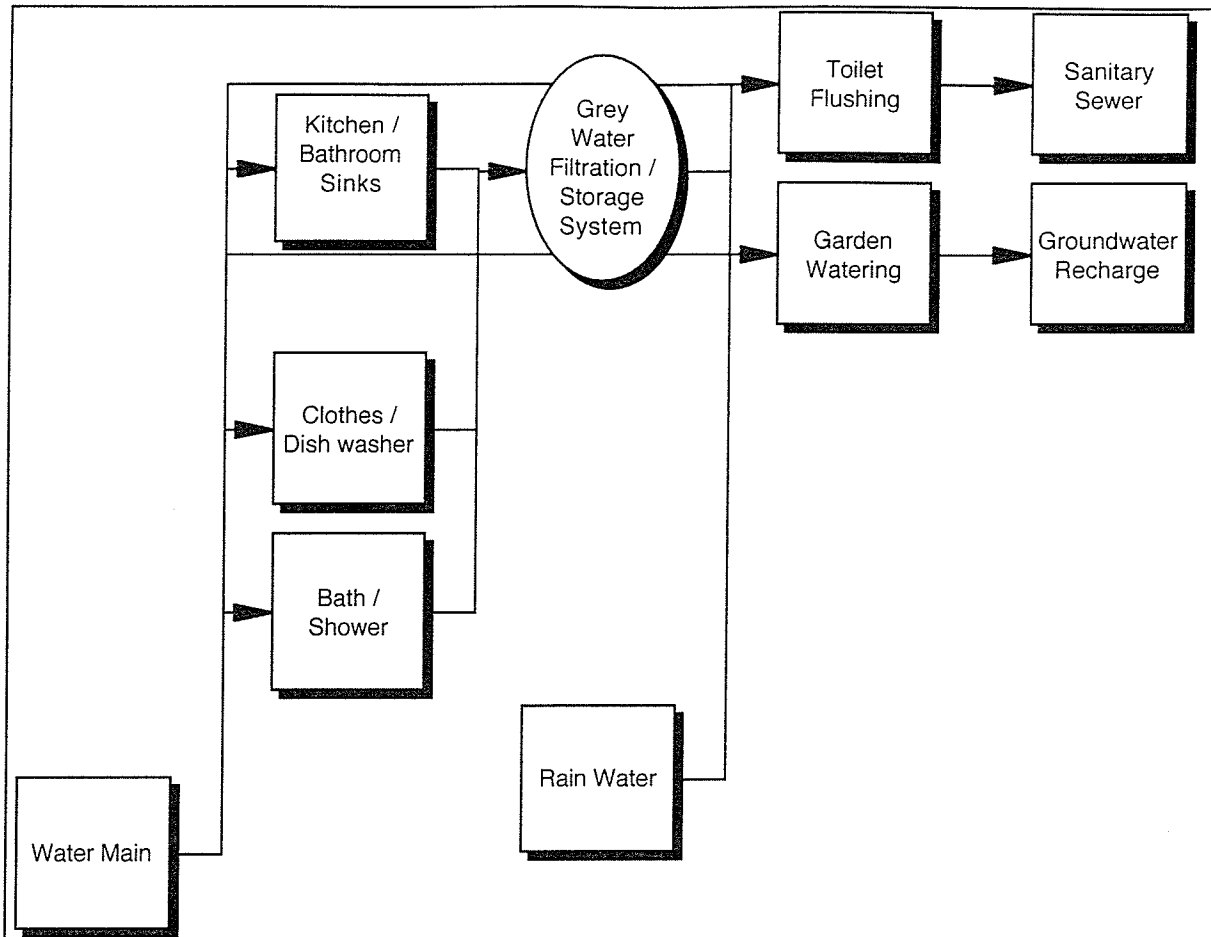 Toilet
Flushing
Sanitary
Sewer
Kitchen /
Bathroom
Sinks
Grey
Water
Filtration /
Storage
System
Garden
Watering
Groundwater
Recharge
Clothes /
Dish washer
Bath /
Shower
Rain Water
Water Main